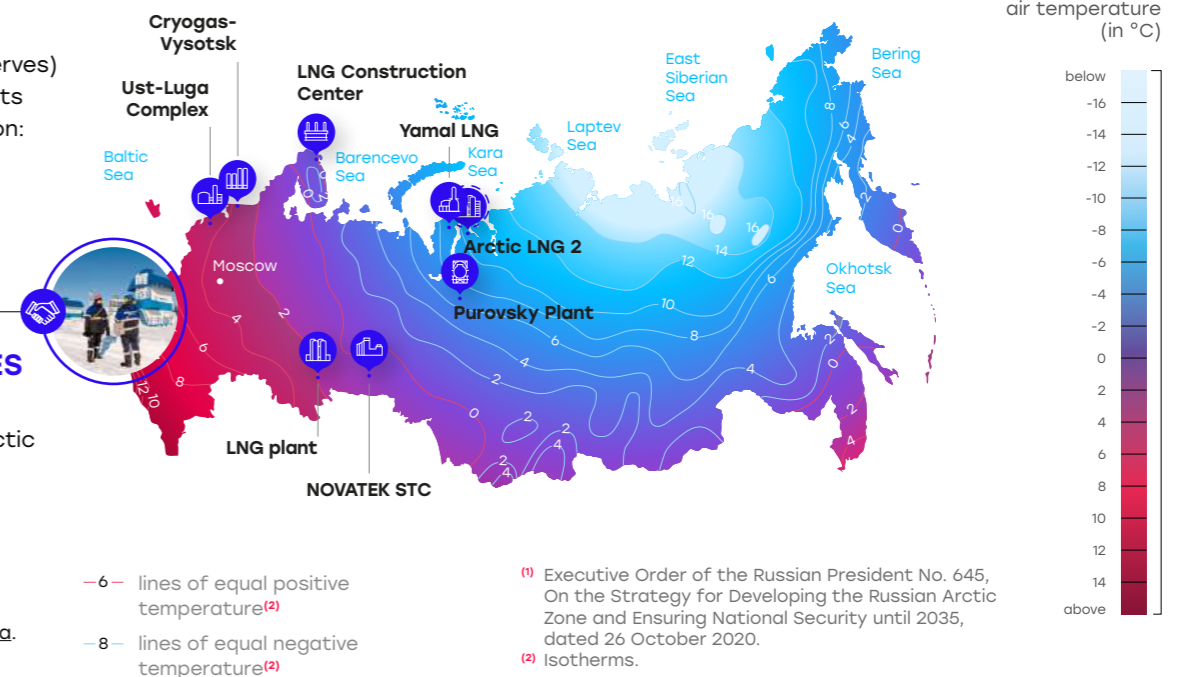 air temperature
(in °C)
Cryogas-
Vysotsk
erves)
ts
on:
Ust-Luga
Complex
LNG Construction
Center
Yamal LNG
East
Siberian
Sea
Bering
Sea
Laptev
Sea
Baltic
Sea
Barencevo
Sea
Kara
Sea
Arctic LNG 2
Moscow
Okhotsk
Sea
Purovsky Plant
ES
ctic
LNG plant
NOVATEK STC
8
6
4
2
0
16
16
16
14
12
10
8
6
6
4
4
2
0
2
4
6
8
12
10
0
2
2
4
2
4
2
0
2
4
below
-16
-14
-12
-10
-8
-6
-4
-2
0
2
4
6
8
10
12
14
above
—6— lines of equal positive
temperature(2)
—8— lines of equal negative
temperature(2)
a.
(1) Executive Order of the Russian President No. 645,
On the Strategy for Developing the Russian Arctic
Zone and Ensuring National Security until 2035,
dated 26 October 2020.
(2) Isotherms.